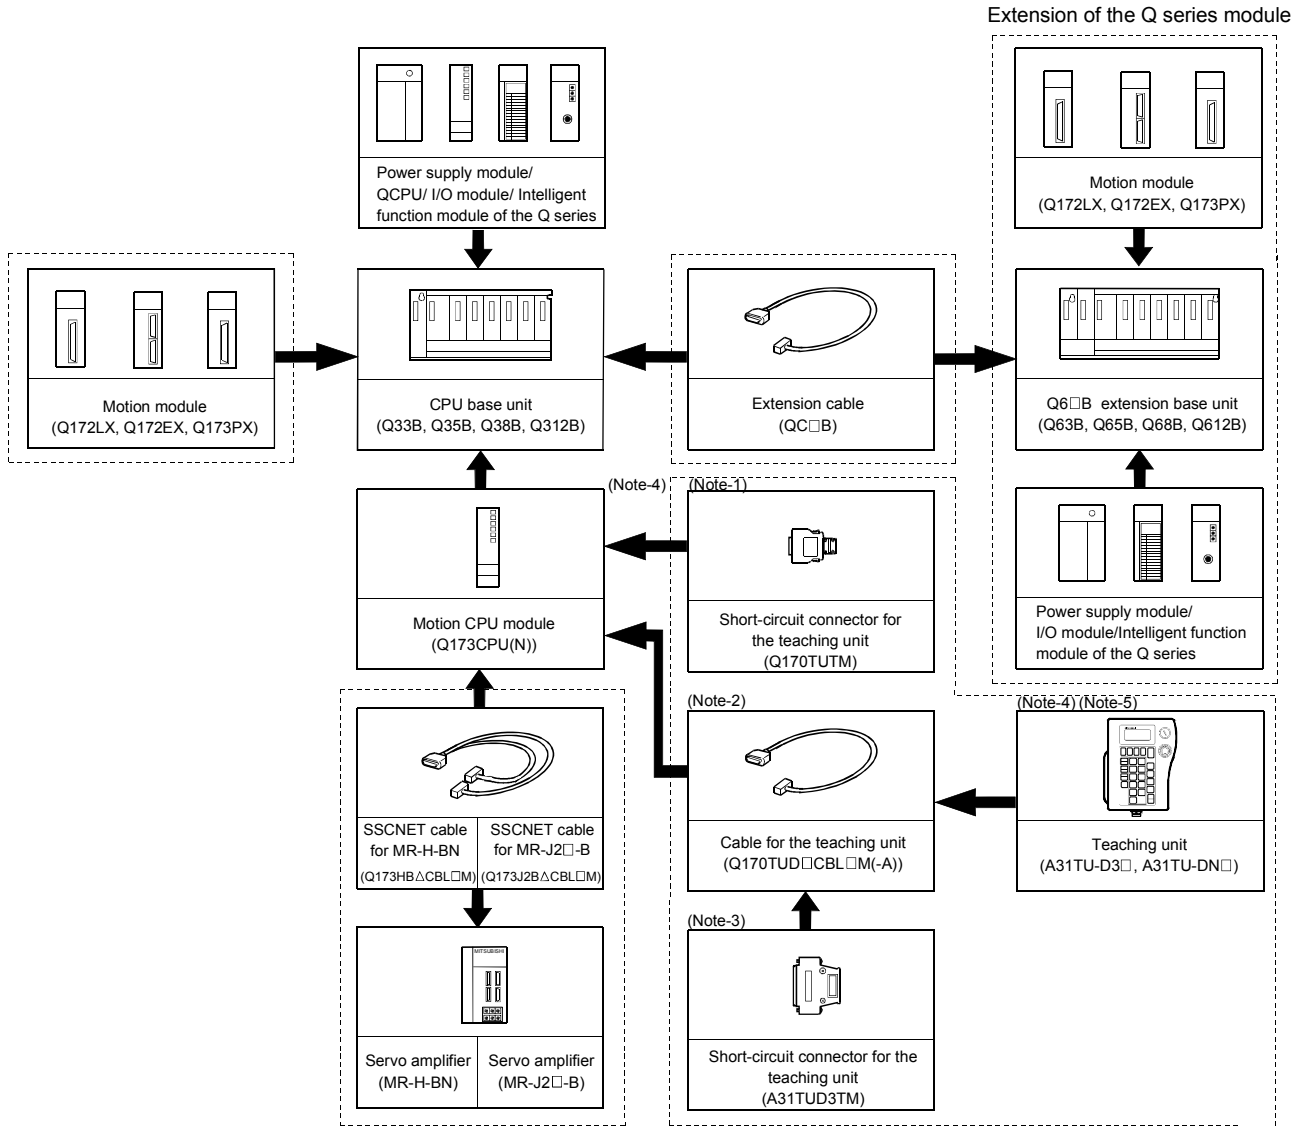 Extension of the Q series module
Power supply module/
QCPU/ I/O module/ Intelligent
function module of the Q series
Motion module
(Q172LX, Q172EX, Q173PX)
Motion module
(Q172LX, Q172EX, Q173PX)
CPU base unit
(Q33B, Q35B, Q38B, Q312B)
Extension cable
(QC□B)
Q6□B extension base unit
(Q63B, Q65B, Q68B, Q612B)
(Note-4)
(Note-1)
Motion CPU module
(Q173CPU(N))
Short-circuit connector for
the teaching unit
(Q170TUTM)
Power supply module/
I/O module/Intelligent function
module of the Q series
(Note-2)
(Note-4) (Note-5)
SSCNET cable
for MR-H-BN
(Q173HB△CBL□M)
SSCNET cable
for MR-J2□-B
(Q173J2B△CBL□M)
Cable for the teaching unit
(Q170TUD□CBL□M(-A))
Teaching unit
(A31TU-D3□, A31TU-DN□)
(Note-3)
MITSUBISHI
Servo amplifier
(MR-H-BN)
Servo amplifier
(MR-J2□-B)
Short-circuit connector for the
teaching unit
(A31TUD3TM)